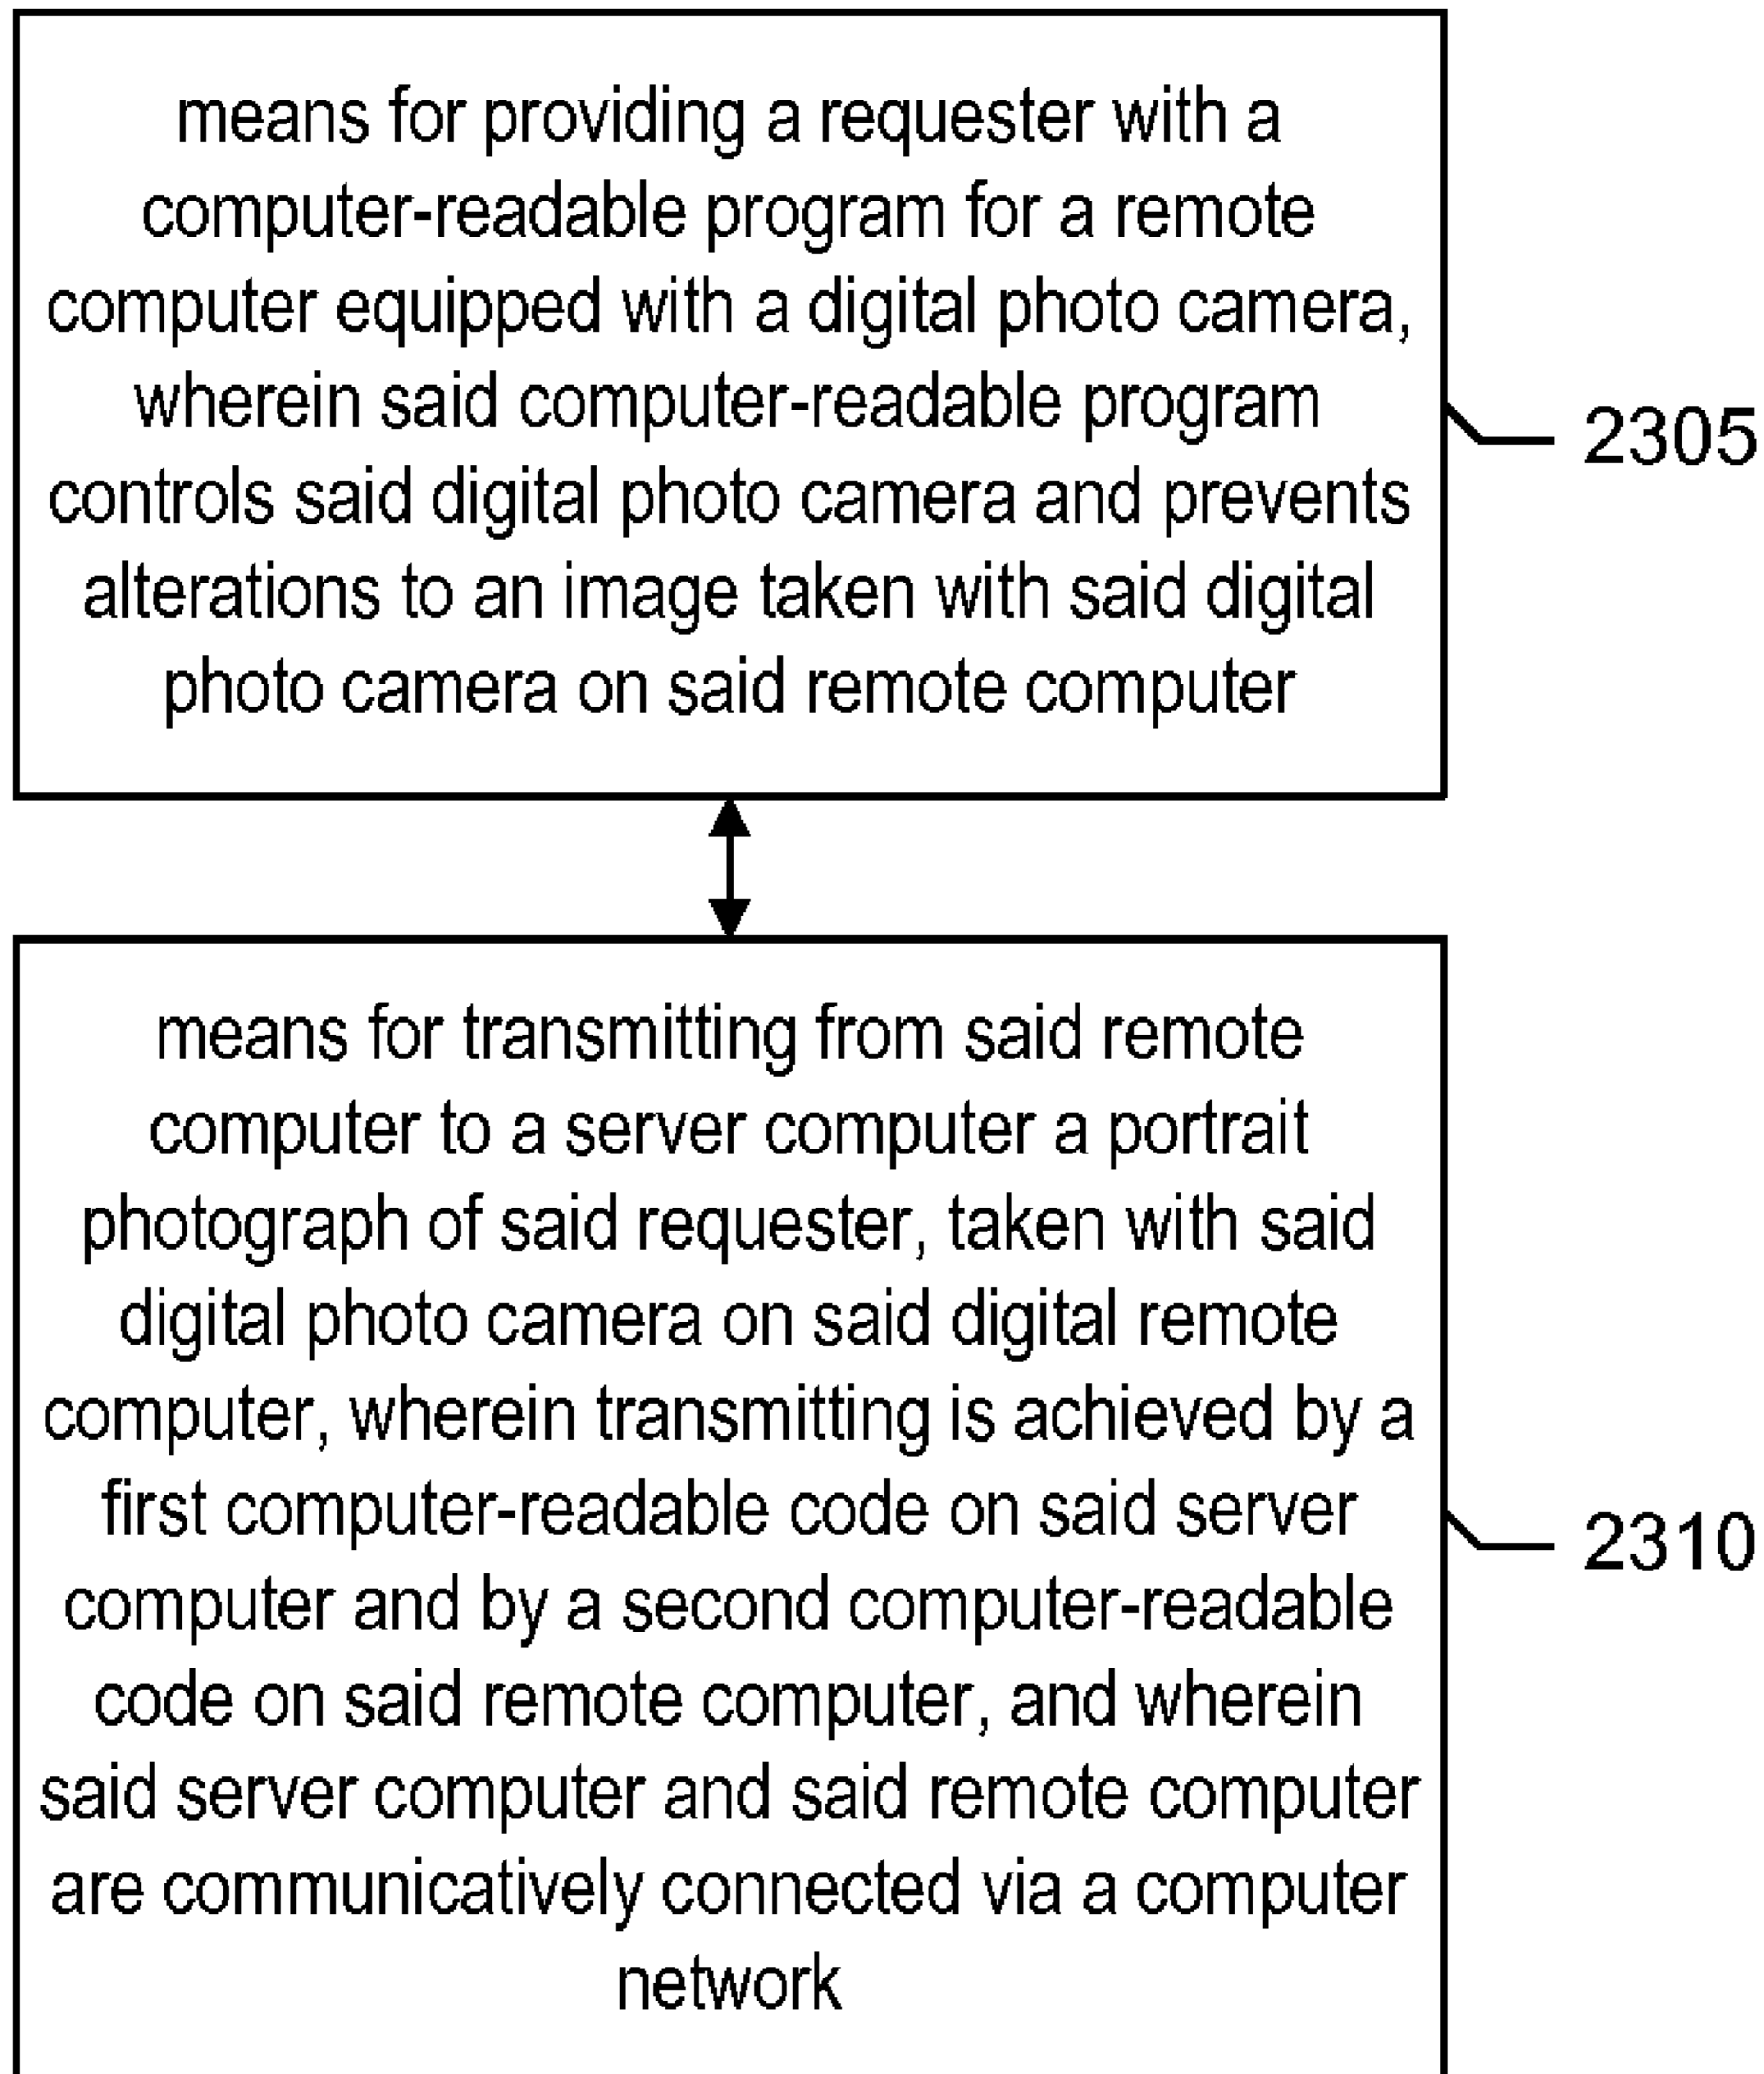 means for providing a requester with a
computer-readable program for a remote
computer equipped with a digital photo camera,
wherein said computer-readable program
controls said digital photo camera and prevents
alterations to an image taken with said digital
photo camera on said remote computer
2305
means for transmitting from said remote
computer to a server computer a portrait
photograph of said requester, taken with said
digital photo camera on said digital remote
computer, wherein transmitting is achieved by a
first computer-readable code on said server
computer and by a second computer-readable
code on said remote computer, and wherein
said server computer and said remote computer
are communicatively connected via a computer
network
2310